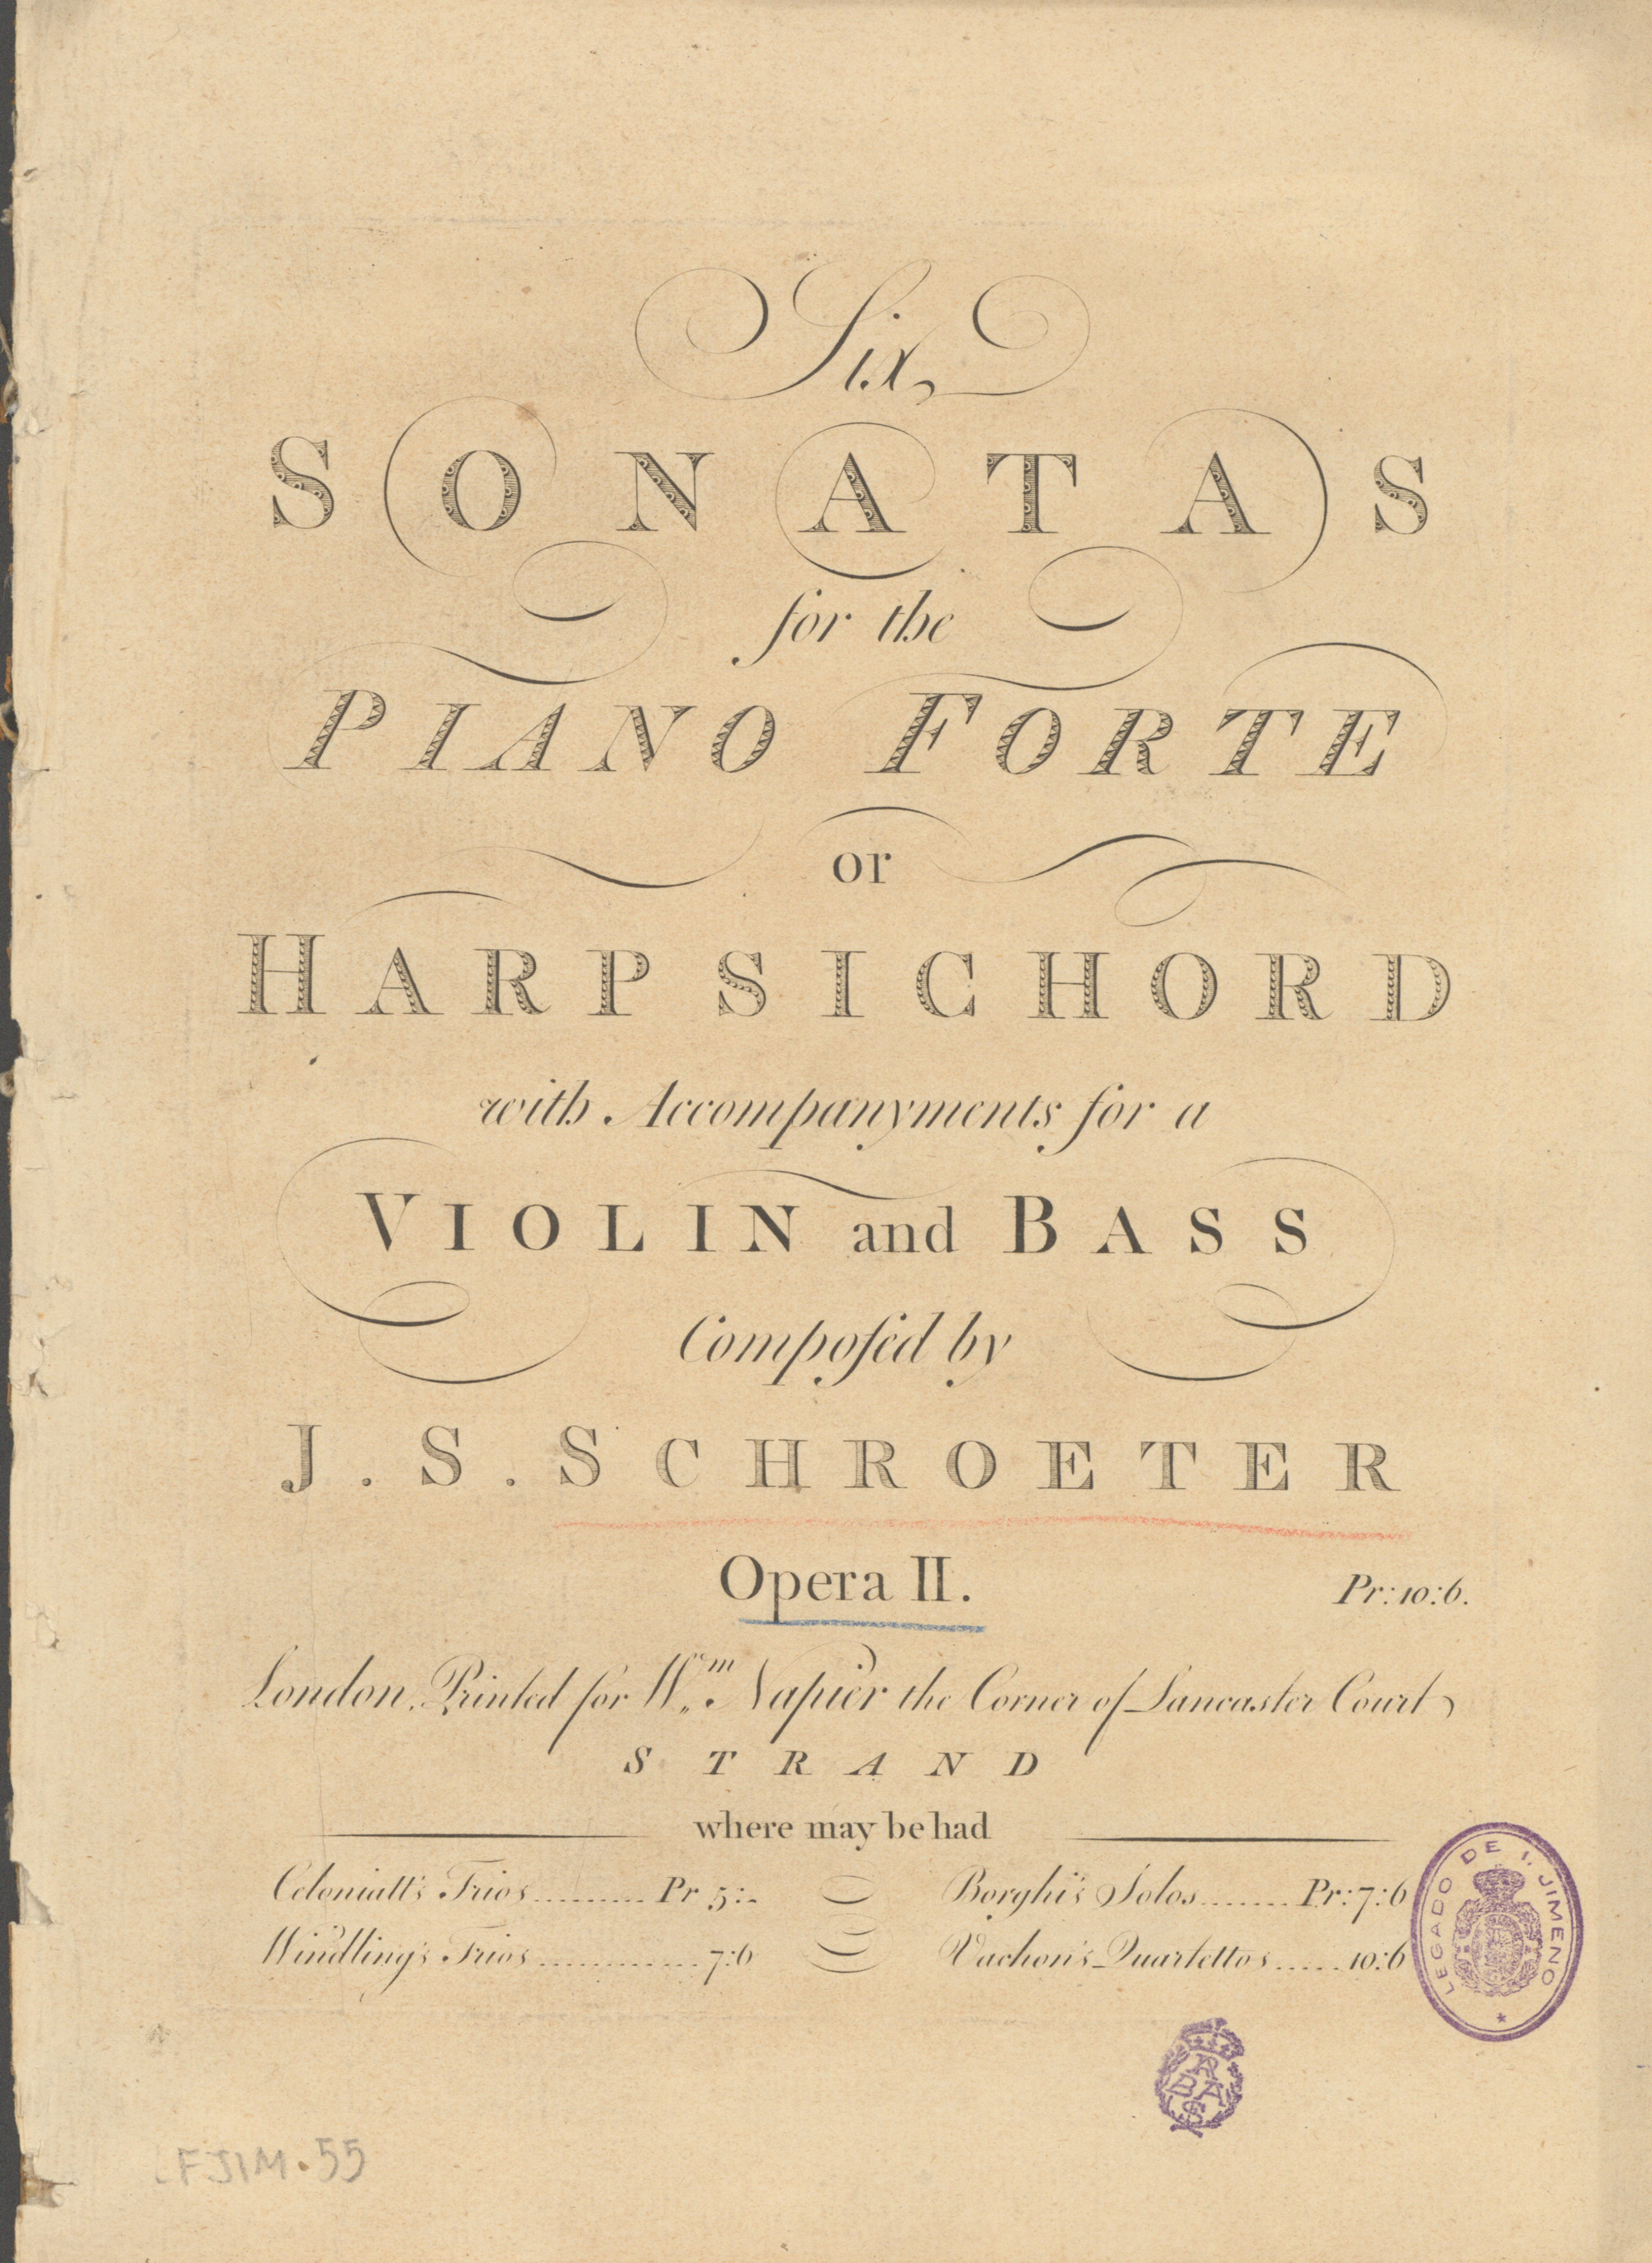 Six
SONATAS
for the
PIANO FORTE
or
HARPSICHORD
with Accompanyments for a
VIOLIN and BASS
Composed by
J. S. SCHROETER
Opera II.
Pr: 10:6.
London, Printed for Wm. Napier the Corner of Lancaster Court
STRAND
where may be had
Celoniatt's Trios.......... Pr 5:-
Borghi's Solos........ Pr: 7:6
Windling's Trios............. 7:6
Vachon's Quartettos...... 10:6
LEGADO DE I. JIMENO
RABAS
FJIM.55